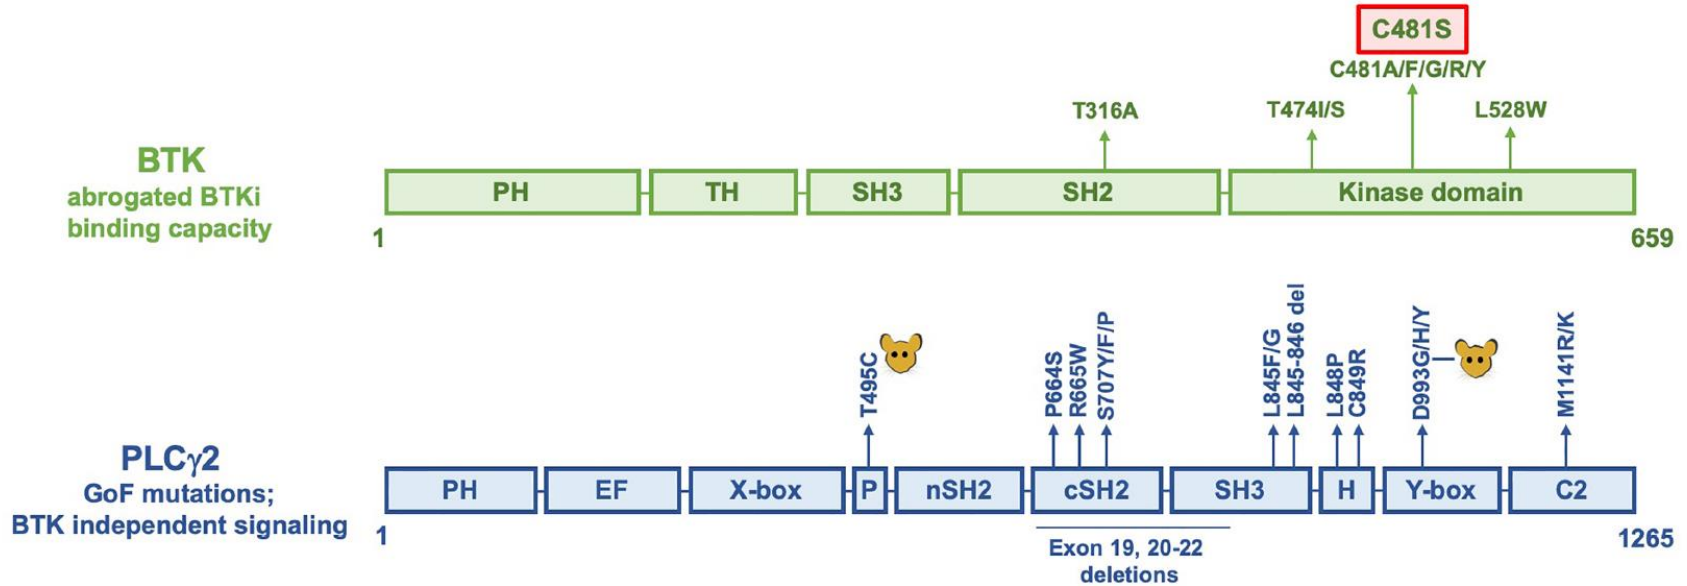 C481S
C481A/F/G/R/Y
T316A
T474I/S
L528W
BTK
abrogated BTKi
binding capacity
PH
TH
SH3
SH2
Kinase domain
1
659
T495C
P664S
R665W
S707Y/F/P
L845F/G
L845-846 del
L848P
C849R
D993G/H/Y
M1141R/K
PLCγ2
GoF mutations;
BTK independent signaling
PH
EF
X-box
P
nSH2
cSH2
SH3
H
Y-box
C2
1
1265
Exon 19, 20-22
deletions